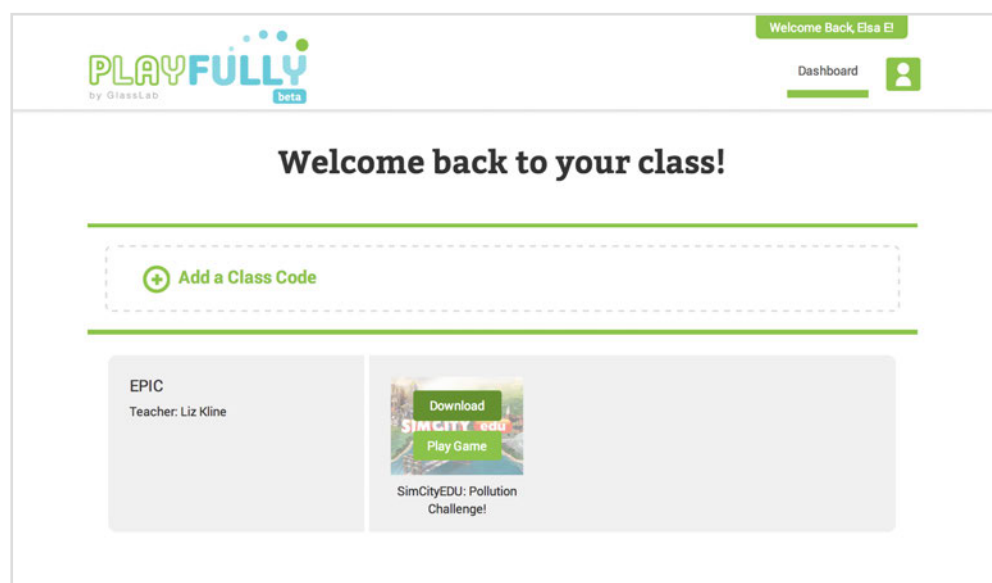 Welcome Back, Elsa E!
PLAYFULLY
by GlassLab
beta
Dashboard
Welcome back to your class!
Add a Class Code
EPIC
Teacher: Liz Kline
Download
SIMCITY edu
Play Game
SimCityEDU: Pollution
Challenge!